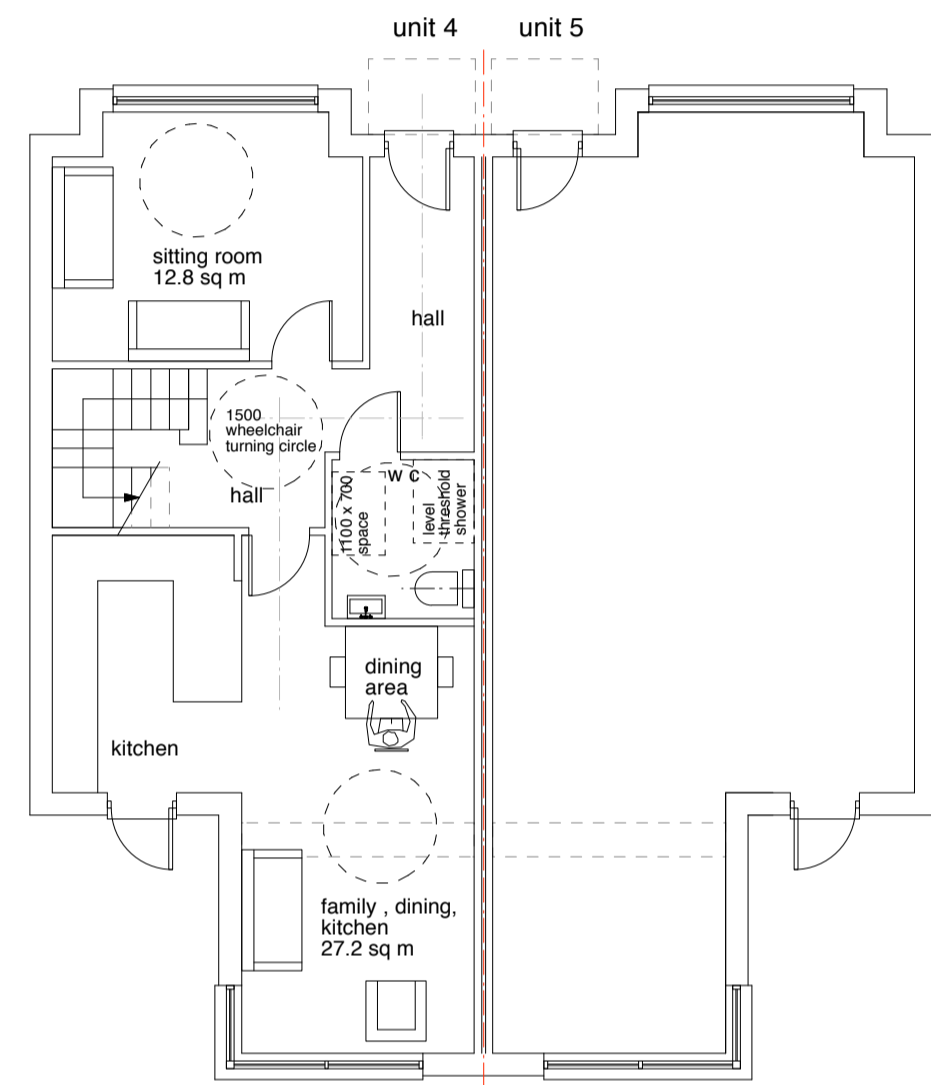 unit 4
unit 5
sitting room
12.8 sq m
hall
1500
wheelchair
turning circle
hall
w c
1100 x 700
space
level
threshold
shower
dining
area
kitchen
family , dining,
kitchen
27.2 sq m